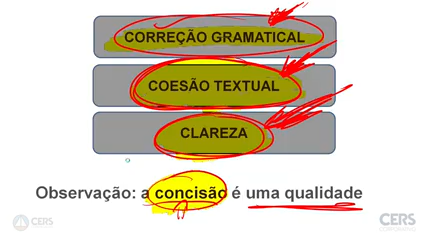 CORREÇÃO GRAMATICAL
COESÃO TEXTUAL
CLAREZA
Observação: a concisão é uma qualidade
CERS
CERS